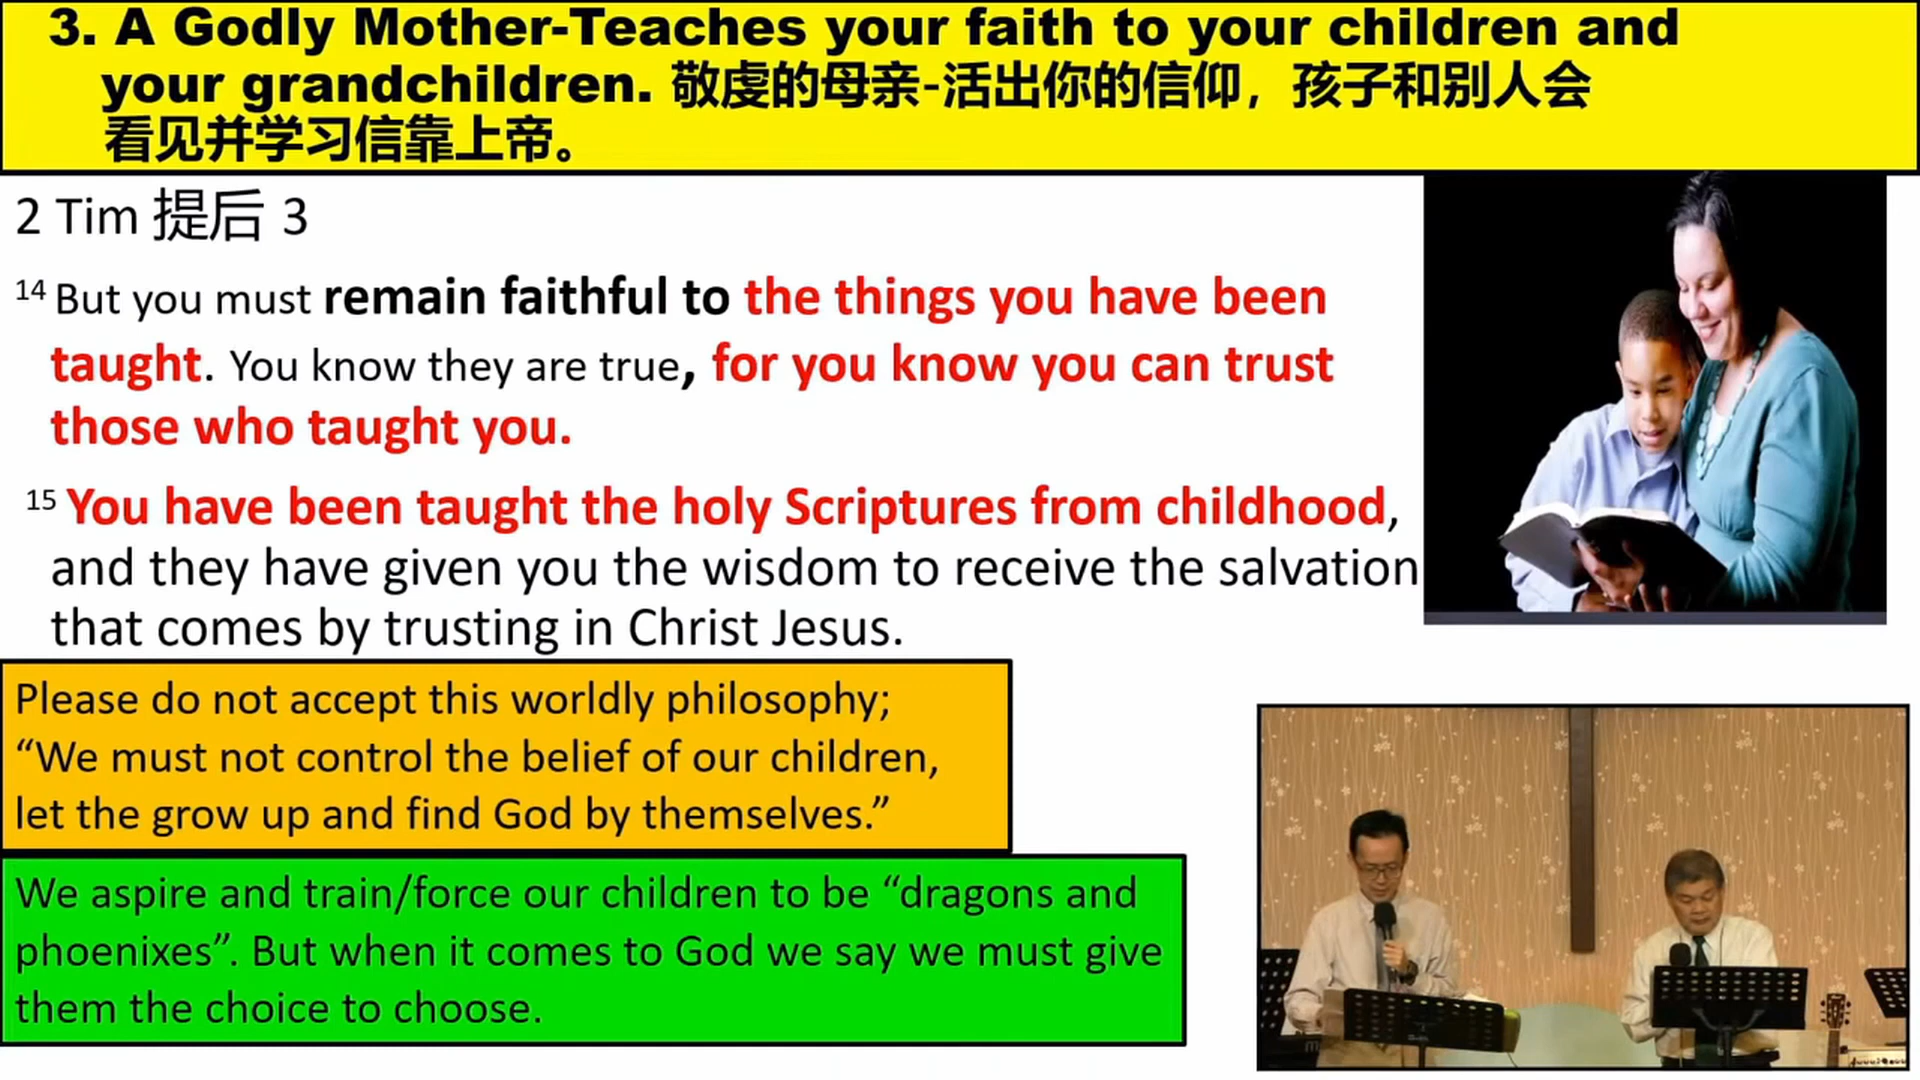 3. A Godly Mother-Teaches your faith to your children and
your grandchildren. 敬虔的母亲-活出你的信仰，孩子和别人会
看见并学习信靠上帝。
2 Tim 提后 3
14 But you must remain faithful to the things you have been
taught. You know they are true, for you know you can trust
those who taught you.
15 You have been taught the holy Scriptures from childhood,
and they have given you the wisdom to receive the salvation
that comes by trusting in Christ Jesus.
Please do not accept this worldly philosophy;
“We must not control the belief of our children,
let the grow up and find God by themselves.”
We aspire and train/force our children to be “dragons and
phoenixes”. But when it comes to God we say we must give
them the choice to choose.